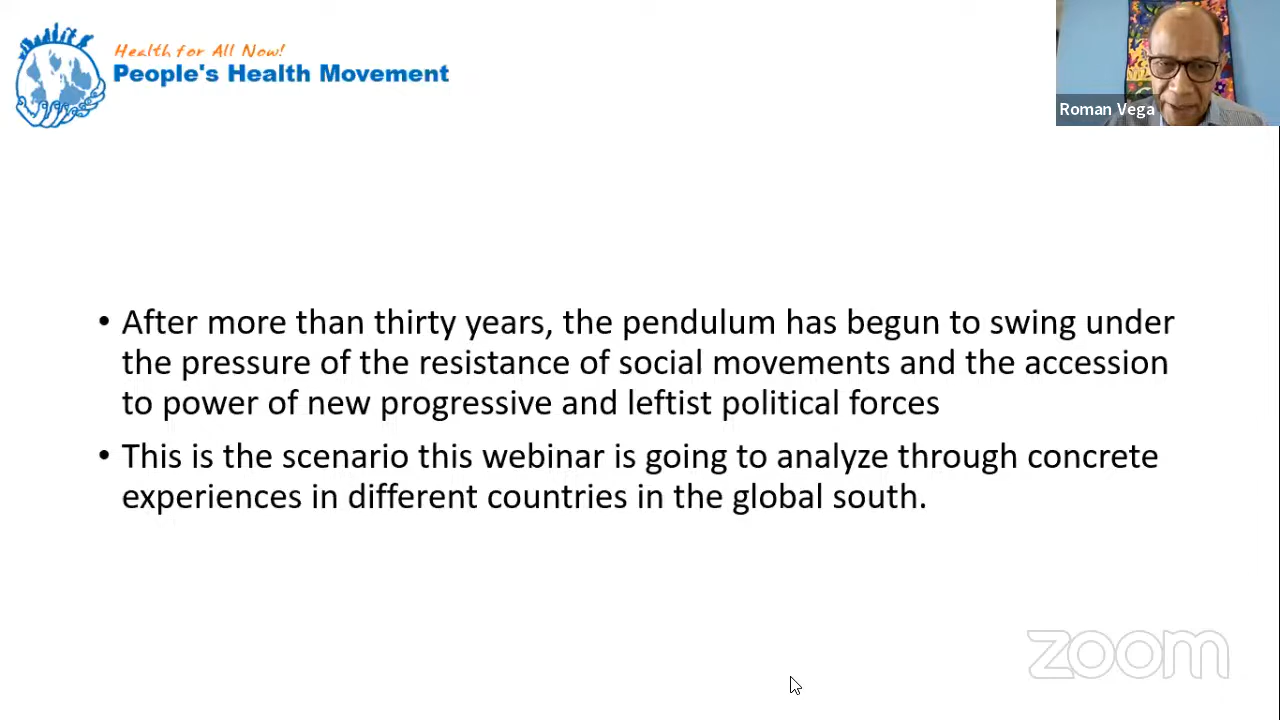 Health for All Now!
People's Health Movement
Roman Vega
• After more than thirty years, the pendulum has begun to swing under
the pressure of the resistance of social movements and the accession
to power of new progressive and leftist political forces
• This is the scenario this webinar is going to analyze through concrete
experiences in different countries in the global south.
zoom